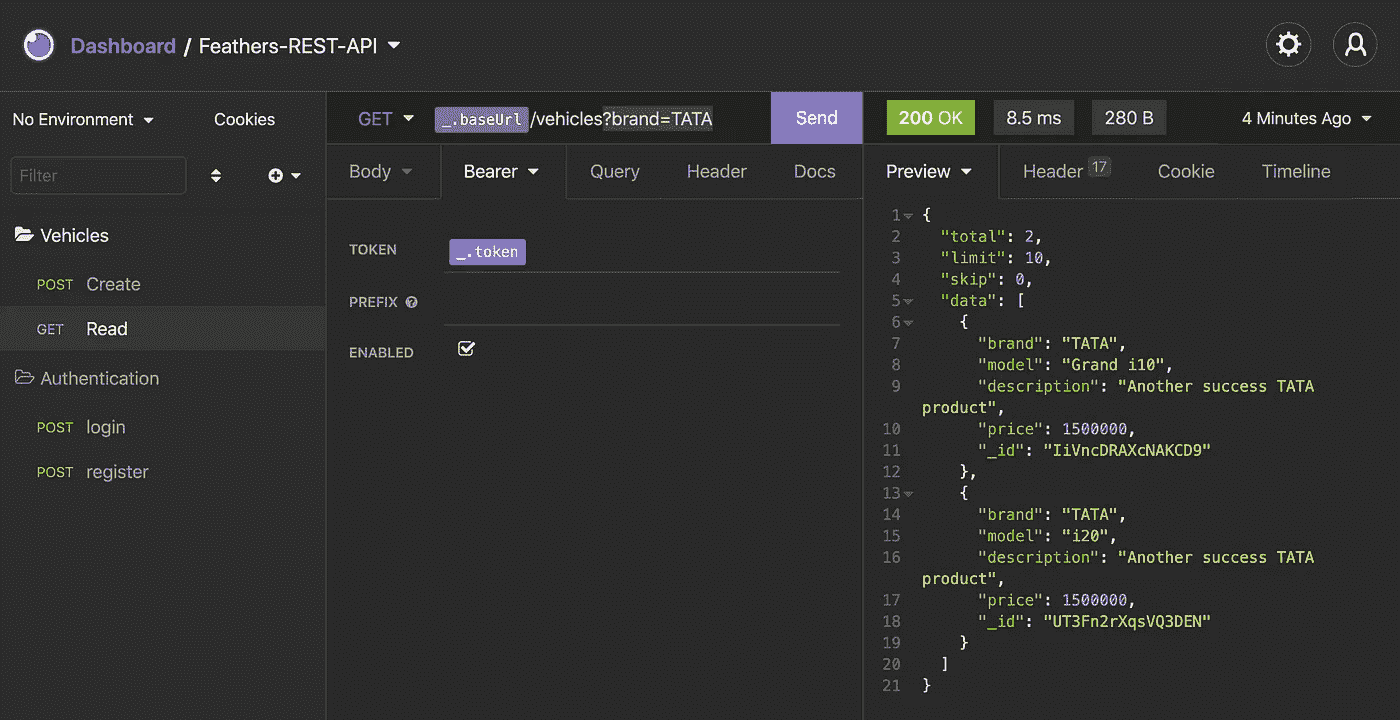 Dashboard / Feathers-REST-API
No Environment
Cookies
Filter
Vehicles
POST Create
GET Read
Authentication
POST login
POST register
GET _.baseUrl/vehicles?brand=TATA
Send
Body
Bearer
Query
Header
Docs
TOKEN _.token
PREFIX
ENABLED
200 OK
8.5 ms
280 B
4 Minutes Ago
Preview
Header 17
Cookie
Timeline
1 {
2 "total": 2,
3 "limit": 10,
4 "skip": 0,
5 "data": [
6 {
7 "brand": "TATA",
8 "model": "Grand i10",
9 "description": "Another success TATA
product",
10 "price": 1500000,
11 "_id": "IiVncDRAXcNAKCD9"
12 },
13 {
14 "brand": "TATA",
15 "model": "i20",
16 "description": "Another success TATA
product",
17 "price": 1500000,
18 "_id": "UT3Fn2rXqsVQ3DEN"
19 }
20 ]
21 }